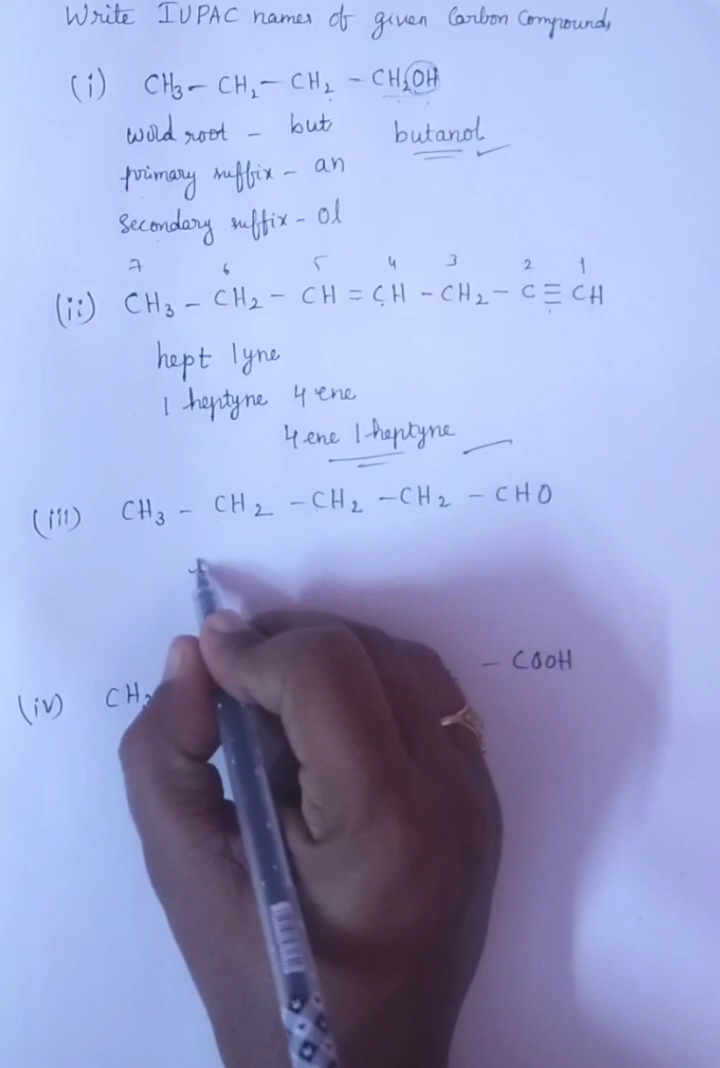 Write IUPAC names of given Carbon Compounds
(i) CH₃ - CH₂ - CH₂ - CH₂OH
word root - but butanol
primary suffix - an
secondary suffix - ol
7 6 5 4 3 2 1
(ii) CH₃ - CH₂ - CH = CH - CH₂ - C ≡ CH
hept 1yne
1 heptyne 4 ene
4 ene 1 heptyne
(iii) CH₃ - CH₂ - CH₂ - CH₂ - CHO
- COOH
(iv) CH₃